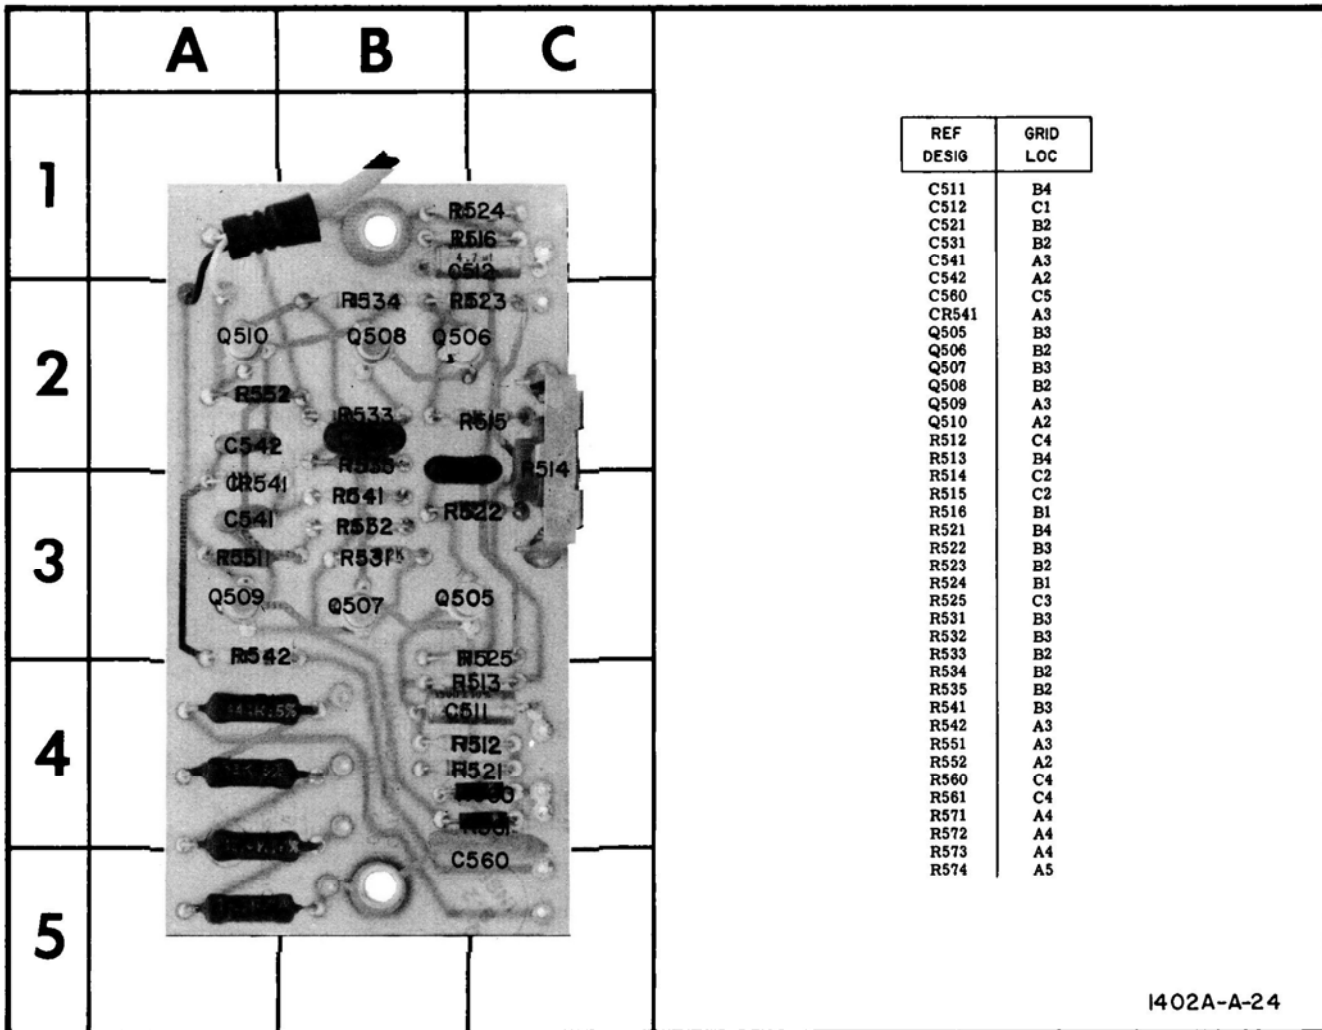 A B C
1
R524
R516
4.7 uf
C512
R534 R523
Q510 Q508 Q506
2
R552
R533
R515
C542
R535
R514
CR541
R541
C541
R522
R532
3
R551
R531
Q509 Q507 Q505
R542 R525
R513
C511
R512
4
R521
R560
R561
C560
5
REF GRID
DESIG LOC
C511 B4
C512 C1
C521 B2
C531 B2
C541 A3
C542 A2
C560 C5
CR541 A3
Q505 B3
Q506 B2
Q507 B3
Q508 B2
Q509 A3
Q510 A2
R512 C4
R513 B4
R514 C2
R515 C2
R516 B1
R521 B4
R522 B3
R523 B2
R524 B1
R525 C3
R531 B3
R532 B3
R533 B2
R534 B2
R535 B2
R541 B3
R542 A3
R551 A3
R552 A2
R560 C4
R561 C4
R571 A4
R572 A4
R573 A4
R574 A5
1402A-A-24